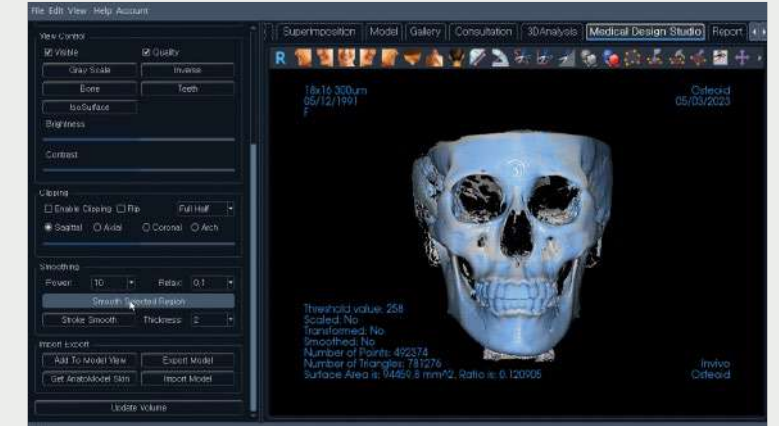 File Edit View Help Account
Superimposition Model Gallery Consultation 3DAnalysis Medical Design Studio Report
View Control
Visible Quality
Gray Scale Inverse
Bone Teeth
IsoSurface
Brightness
Contrast
Clipping
Enable Clipping Flip Full Half
Sagittal Axial Coronal Arch
Smoothing
Power: 10 Relax: 0.1
Smooth Selected Region
Stroke Smooth Thickness: 2
Import Export
Add To Model View Export Model
Get AnatoModel Skin Import Model
Update Volume
R
18x16 300um
05/12/1991
F
Osteoid
05/03/2023
Threshold value: 258
Scaled: No
Transformed: No
Smoothed: No
Number of Points: 492374
Number of Triangles: 781276
Surface Area is: 94459.8 mm^2, Ratio is: 0.120905
Invivo
Osteoid